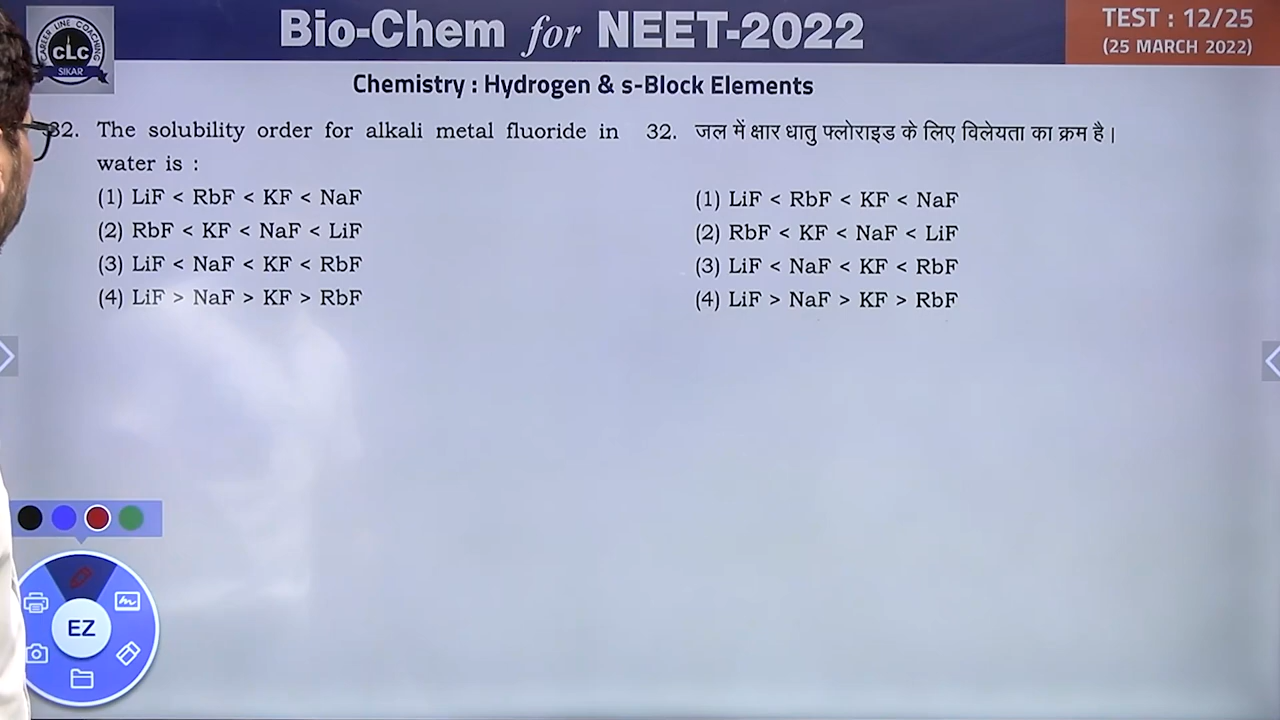 Bio-Chem for NEET-2022
TEST : 12/25
(25 MARCH 2022)
CAREER LINE COACHING
CLC
SIKAR
Chemistry : Hydrogen & s-Block Elements
32. The solubility order for alkali metal fluoride in
water is :
(1) LiF < RbF < KF < NaF
(2) RbF < KF < NaF < LiF
(3) LiF < NaF < KF < RbF
(4) LiF > NaF > KF > RbF
32. जल में क्षार धातु फ्लोराइड के लिए विलेयता का क्रम है।
(1) LiF < RbF < KF < NaF
(2) RbF < KF < NaF < LiF
(3) LiF < NaF < KF < RbF
(4) LiF > NaF > KF > RbF
EZ